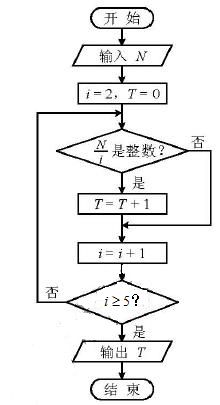 开始
输入 N
i=2, T=0
N/i 是整数?
否
是
T=T+1
i=i+1
否
i≥5?
是
输出 T
结束